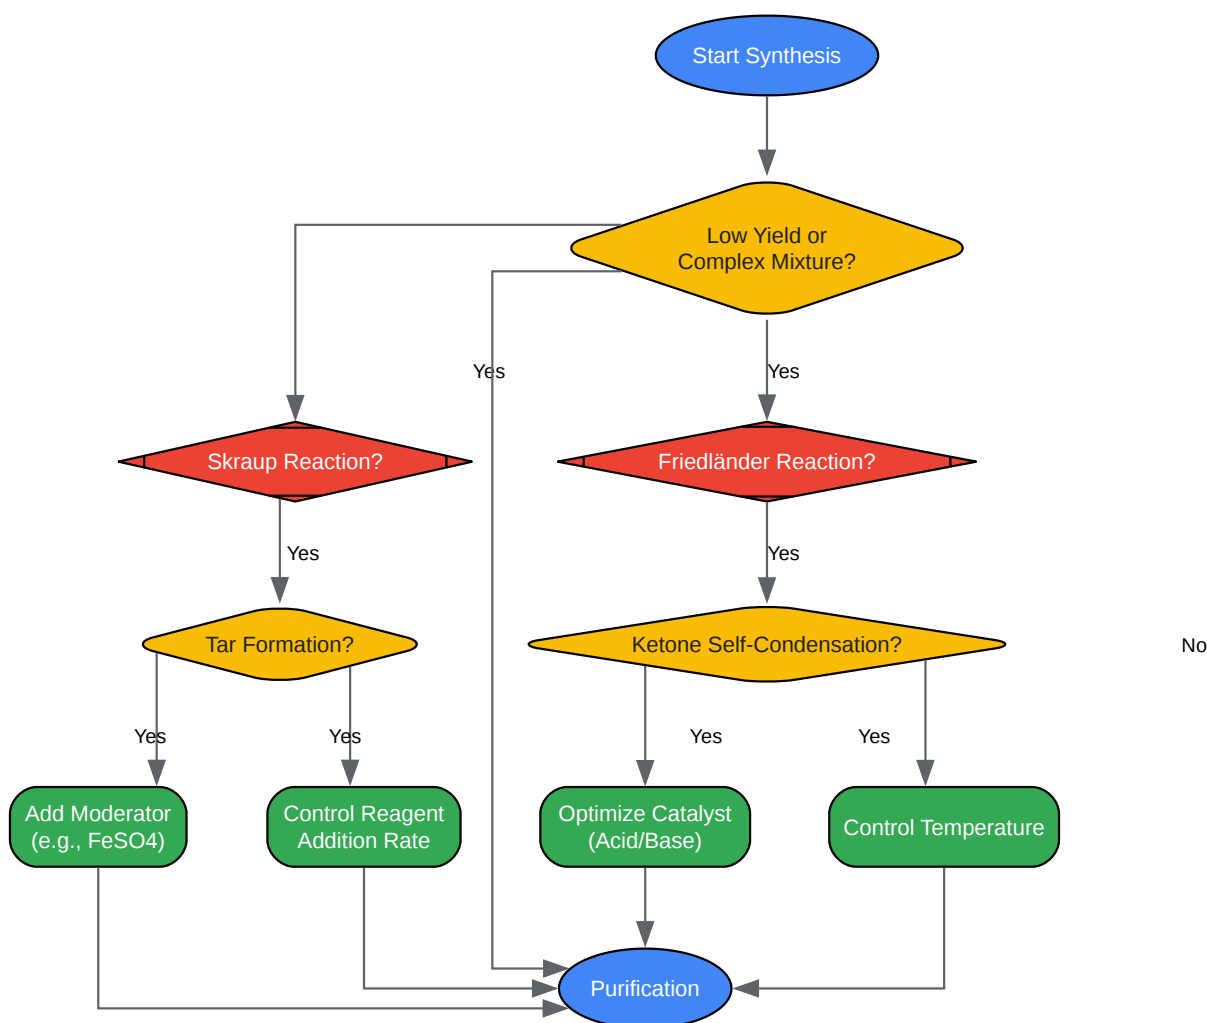 Start Synthesis
Low Yield or
Complex Mixture?
Yes
Yes
Skraup Reaction?
Friedländer Reaction?
Yes
Yes
Tar Formation?
Ketone Self-Condensation?
No
Yes
Yes
Yes
Yes
Add Moderator
(e.g., FeSO4)
Control Reagent
Addition Rate
Optimize Catalyst
(Acid/Base)
Control Temperature
Purification